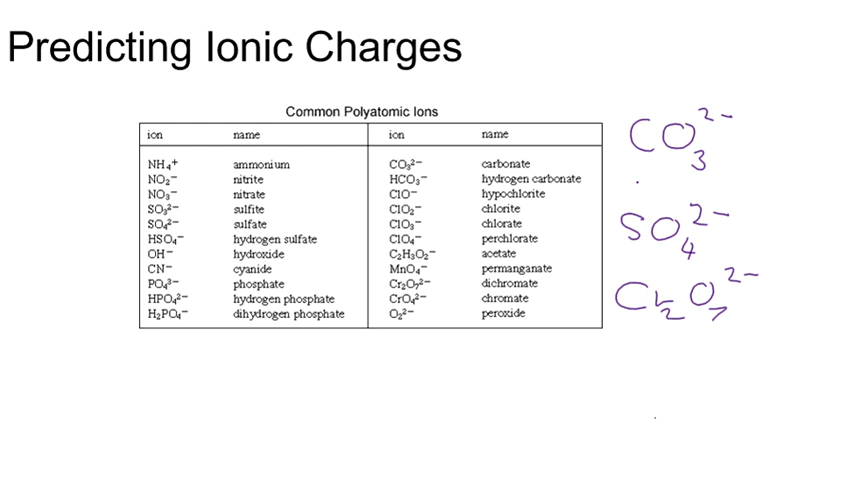 Predicting Ionic Charges
Common Polyatomic Ions
ion name ion name
NH₄⁺ ammonium CO₃²⁻ carbonate
NO₂⁻ nitrite HCO₃⁻ hydrogen carbonate
NO₃⁻ nitrate ClO⁻ hypochlorite
SO₃²⁻ sulfite ClO₂⁻ chlorite
SO₄²⁻ sulfate ClO₃⁻ chlorate
HSO₄⁻ hydrogen sulfate ClO₄⁻ perchlorate
OH⁻ hydroxide C₂H₃O₂⁻ acetate
CN⁻ cyanide MnO₄⁻ permanganate
PO₄³⁻ phosphate Cr₂O₇²⁻ dichromate
HPO₄²⁻ hydrogen phosphate CrO₄²⁻ chromate
H₂PO₄⁻ dihydrogen phosphate O₂²⁻ peroxide
CO₃²⁻
SO₄²⁻
Cr₂O₇²⁻